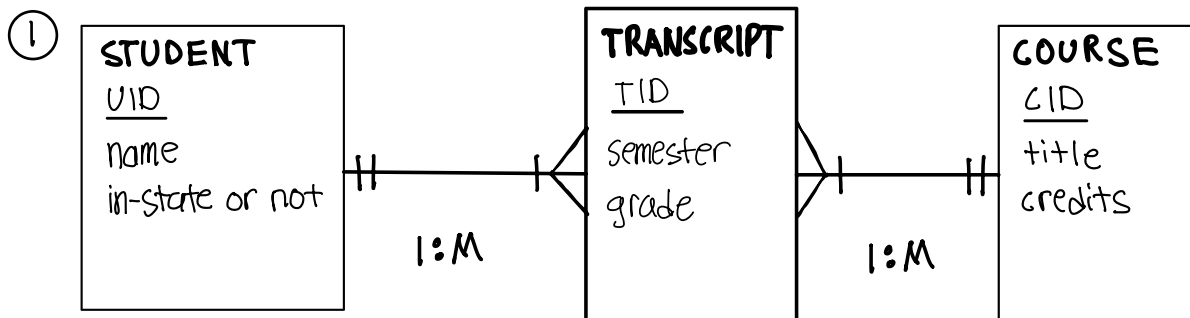 1
STUDENT
UID
name
in-state or not
1:M
TRANSCRIPT
TID
semester
grade
1:M
COURSE
CID
title
credits